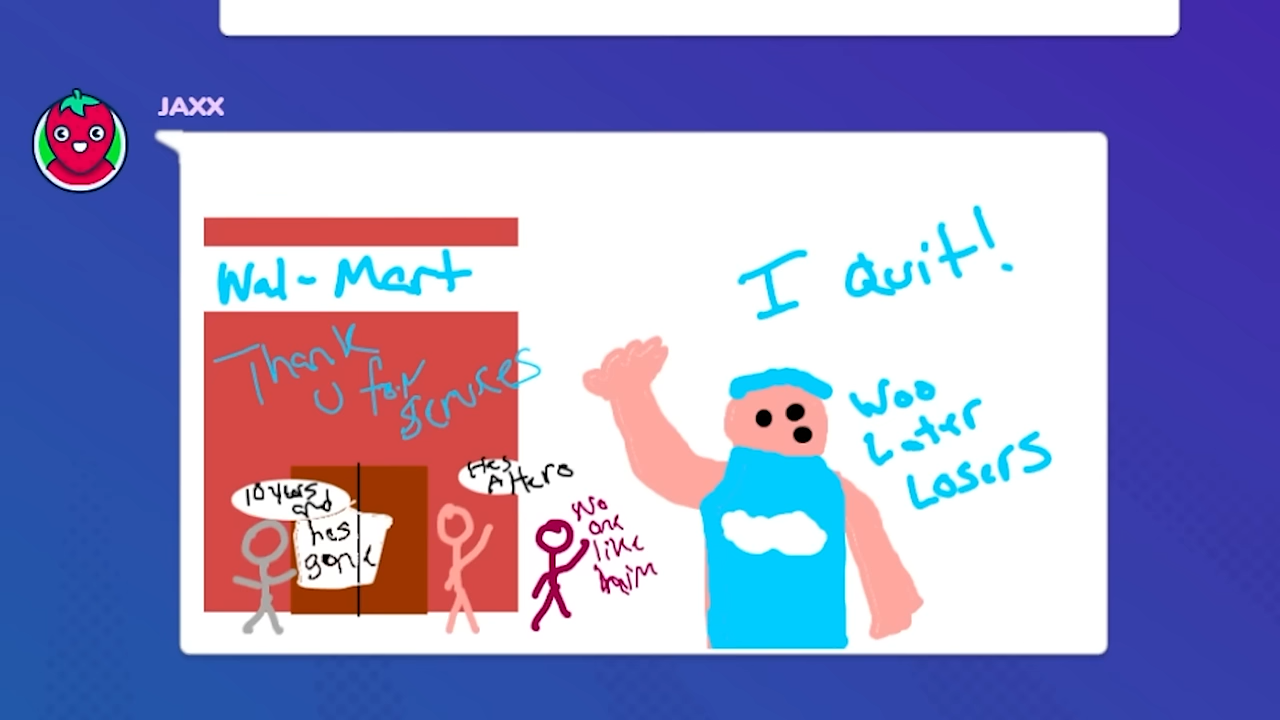 JAXX
Wal-Mart
I Quit!
Thank
U for
services
Woo
Later
Losers
10 years
and
hes
gone
Hes
A Hero
No
one
like
him